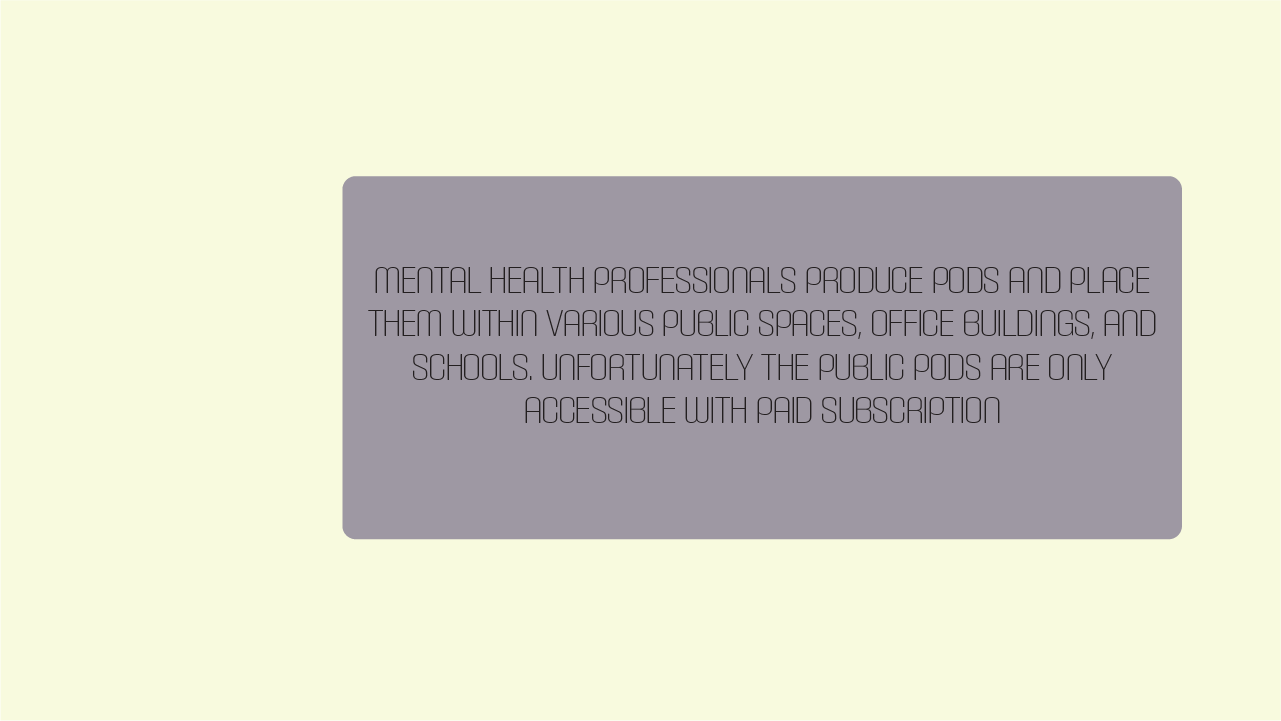 MENTAL HEALTH PROFESSIONALS PRODUCE PODS AND PLACE
THEM WITHIN VARIOUS PUBLIC SPACES, OFFICE BUILDINGS, AND
SCHOOLS. UNFORTUNATELY THE PUBLIC PODS ARE ONLY
ACCESSIBLE WITH PAID SUBSCRIPTION